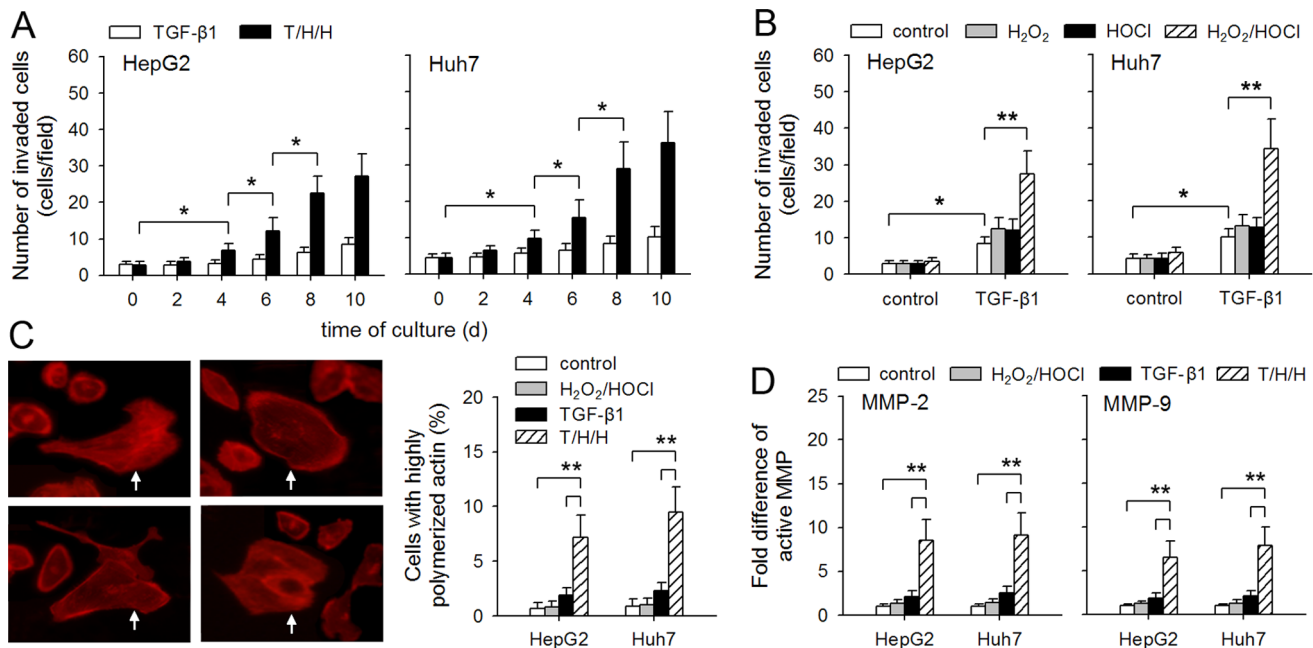 A
TGF-β1 T/H/H
HepG2 Huh7
Number of invaded cells
(cells/field)
60
50
40
30
20
10
0
* * *
* * *
0 2 4 6 8 10 0 2 4 6 8 10
time of culture (d)
B
control H₂O₂ HOCl H₂O₂/HOCl
HepG2 Huh7
Number of invaded cells
(cells/field)
60
50
40
30
20
10
0
* **
* **
control TGF-β1 control TGF-β1
C
control
H₂O₂/HOCl
TGF-β1
T/H/H
Cells with highly
polymerized actin (%)
20
15
10
5
0
** **
HepG2 Huh7
D
control H₂O₂/HOCl TGF-β1 T/H/H
MMP-2 MMP-9
Fold difference of
active MMP
25
20
15
10
5
0
** ** ** **
HepG2 Huh7 HepG2 Huh7